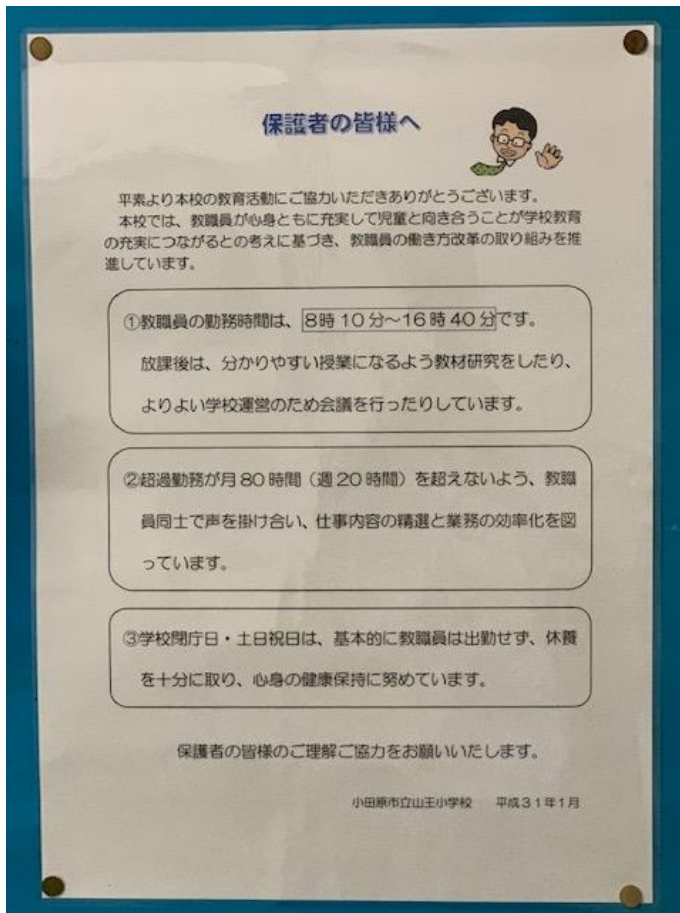 保護者の皆様へ
平素より本校の教育活動にご協力いただきありがとうございます。
本校では、教職員が心身ともに充実して児童と向き合うことが学校教育
の充実につながるとの考えに基づき、教職員の働き方改革の取り組みを推
進しています。
①教職員の勤務時間は、8時10分～16時40分です。
放課後は、分かりやすい授業になるよう教材研究をしたり、
よりよい学校運営のため会議を行ったりしています。
②超過勤務が月80時間（週20時間）を超えないよう、教職
員同士で声を掛け合い、仕事内容の精選と業務の効率化を図
っています。
③学校閉庁日・土日祝日は、基本的に教職員は出勤せず、休養
を十分に取り、心身の健康保持に努めています。
保護者の皆様のご理解ご協力をお願いいたします。
小田原市立山王小学校　平成31年1月